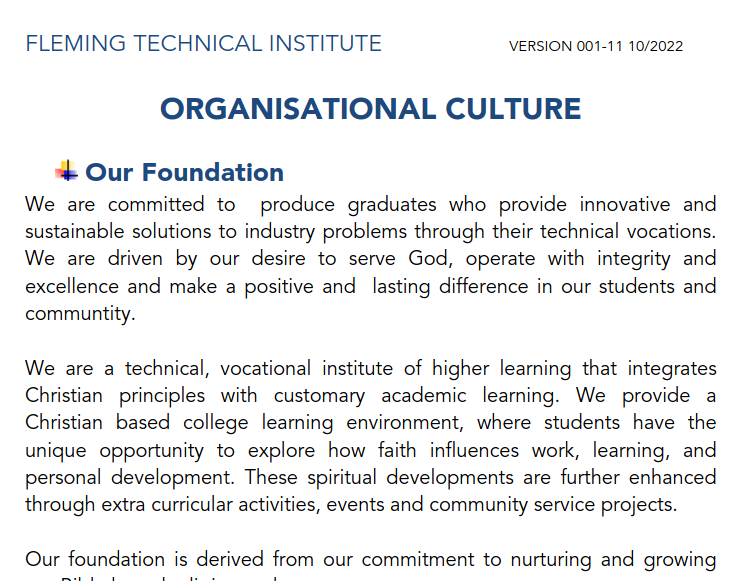 FLEMING TECHNICAL INSTITUTE VERSION 001-11 10/2022
ORGANISATIONAL CULTURE
Our Foundation
We are committed to produce graduates who provide innovative and
sustainable solutions to industry problems through their technical vocations.
We are driven by our desire to serve God, operate with integrity and
excellence and make a positive and lasting difference in our students and
communtity.
We are a technical, vocational institute of higher learning that integrates
Christian principles with customary academic learning. We provide a
Christian based college learning environment, where students have the
unique opportunity to explore how faith influences work, learning, and
personal development. These spiritual developments are further enhanced
through extra curricular activities, events and community service projects.
Our foundation is derived from our commitment to nurturing and growing